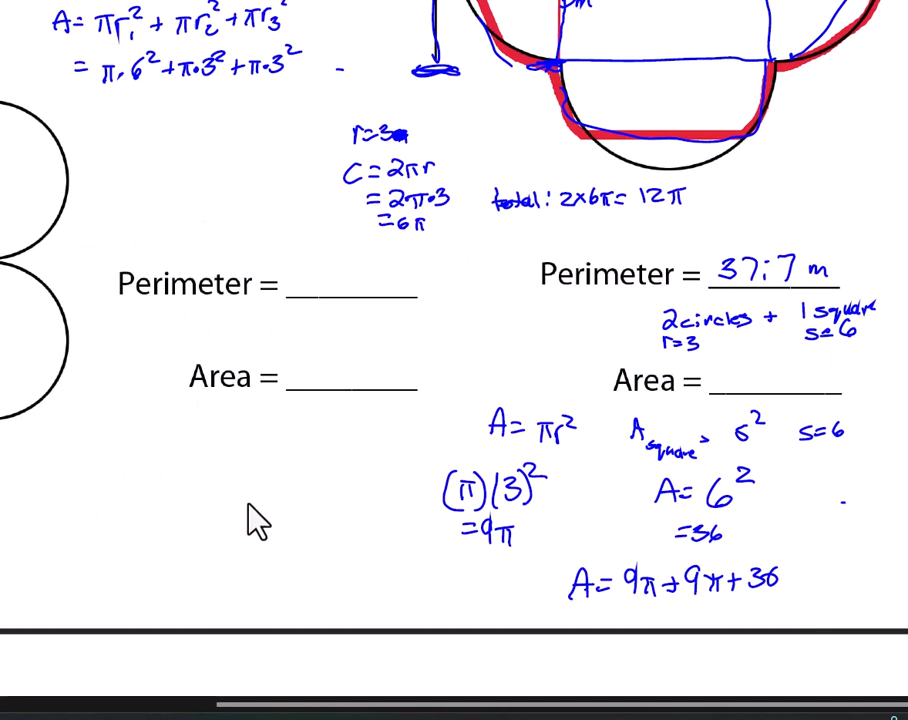 A = πr₁² + πr₂² + πr₃²
= π·6² + π·3² + π·3²
r=3
C = 2πr
= 2π·3
= 6π
total: 2×6π = 12π
Perimeter = ________
Perimeter = 37.7 m
2 circles + 1 square
r=3 s=6
Area = ________
Area = ________
A = πr² A square = s² s=6
(π)(3)² A = 6²
=9π =36
A = 9π + 9π + 36